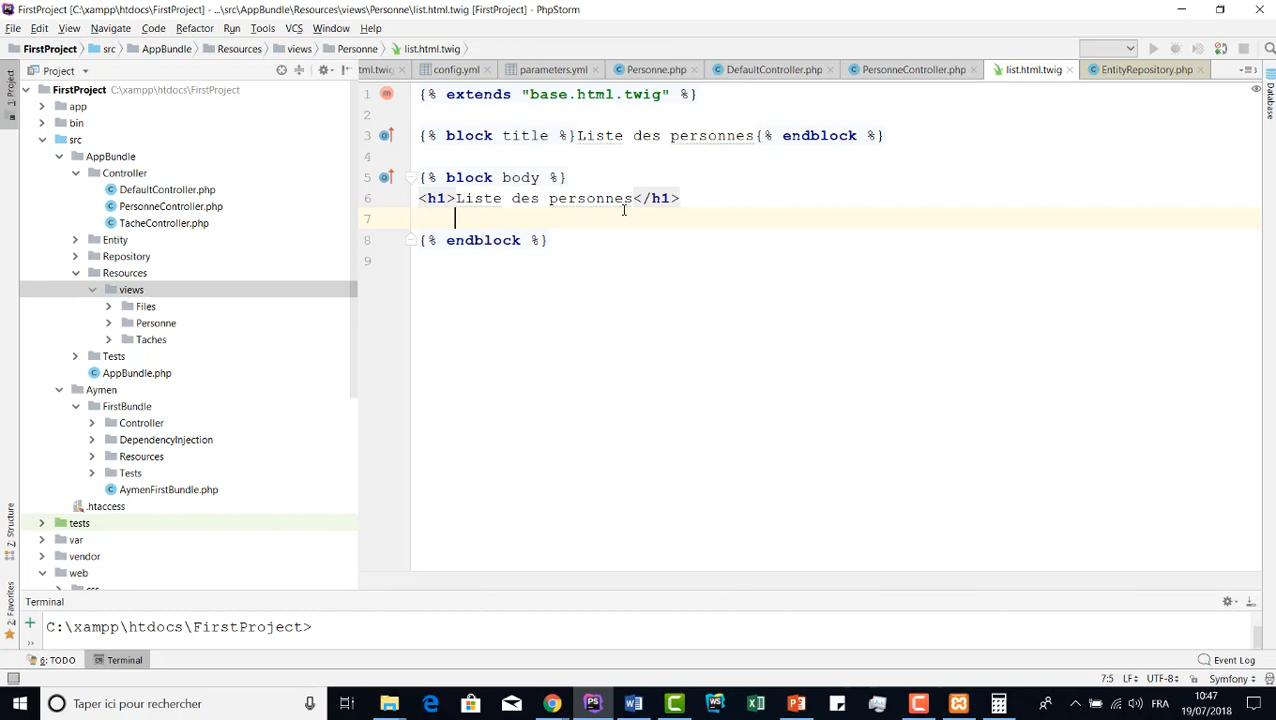 FirstProject [C:\xampp\htdocs\FirstProject] - ...\src\AppBundle\Resources\views\Personne\list.html.twig [FirstProject] - PhpStorm
File Edit View Navigate Code Refactor Run Tools VCS Window Help
FirstProject src AppBundle Resources views Personne list.html.twig
1: Project
Project
tml.twig config.yml parameters.yml Personne.php DefaultController.php PersonneController.php list.html.twig EntityRepository.php
Database
FirstProject C:\xampp\htdocs\FirstProject
app
bin
src
AppBundle
Controller
DefaultController.php
PersonneController.php
TacheController.php
Entity
Repository
Resources
views
Files
Personne
Taches
Tests
AppBundle.php
Aymen
FirstBundle
Controller
DependencyInjection
Resources
Tests
AymenFirstBundle.php
.htaccess
tests
var
vendor
web
1 {% extends "base.html.twig" %}
2
3 {% block title %}Liste des personnes{% endblock %}
4
5 {% block body %}
6 <h1>Liste des personnes</h1>
7
8 {% endblock %}
9
7: Structure
2: Favorites
Terminal
C:\xampp\htdocs\FirstProject>
6: TODO Terminal Event Log
7:5 LF UTF-8 Symfony
Taper ici pour rechercher
FRA
10:47
19/07/2018